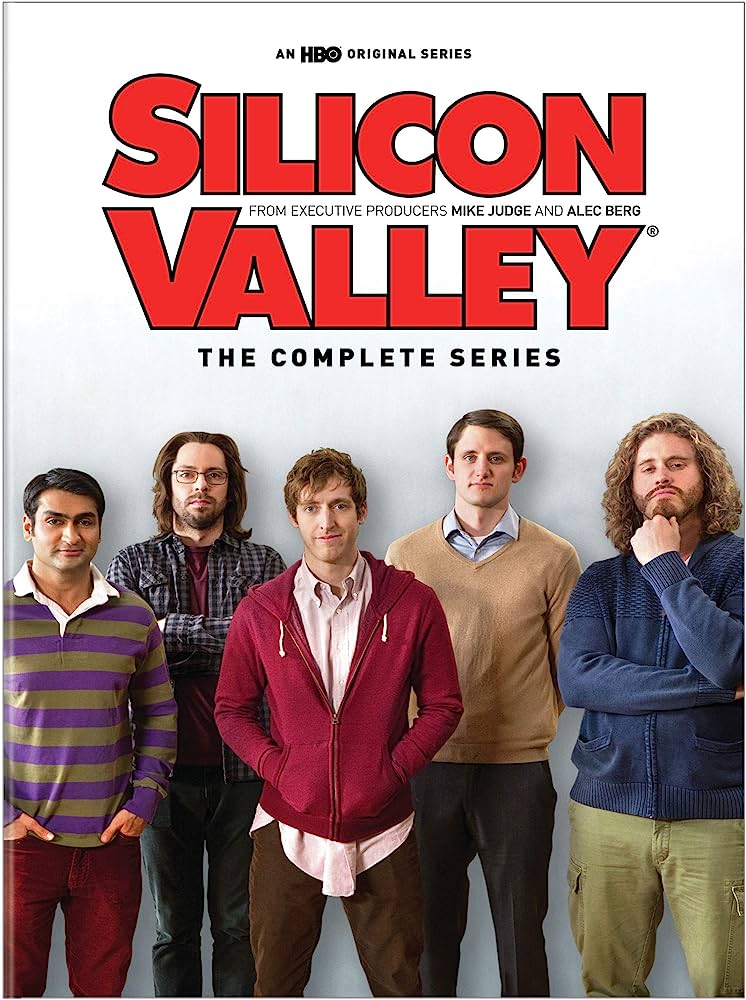 AN HBO ORIGINAL SERIES
SILICON
FROM EXECUTIVE PRODUCERS MIKE JUDGE AND ALEC BERG
VALLEY®
THE COMPLETE SERIES